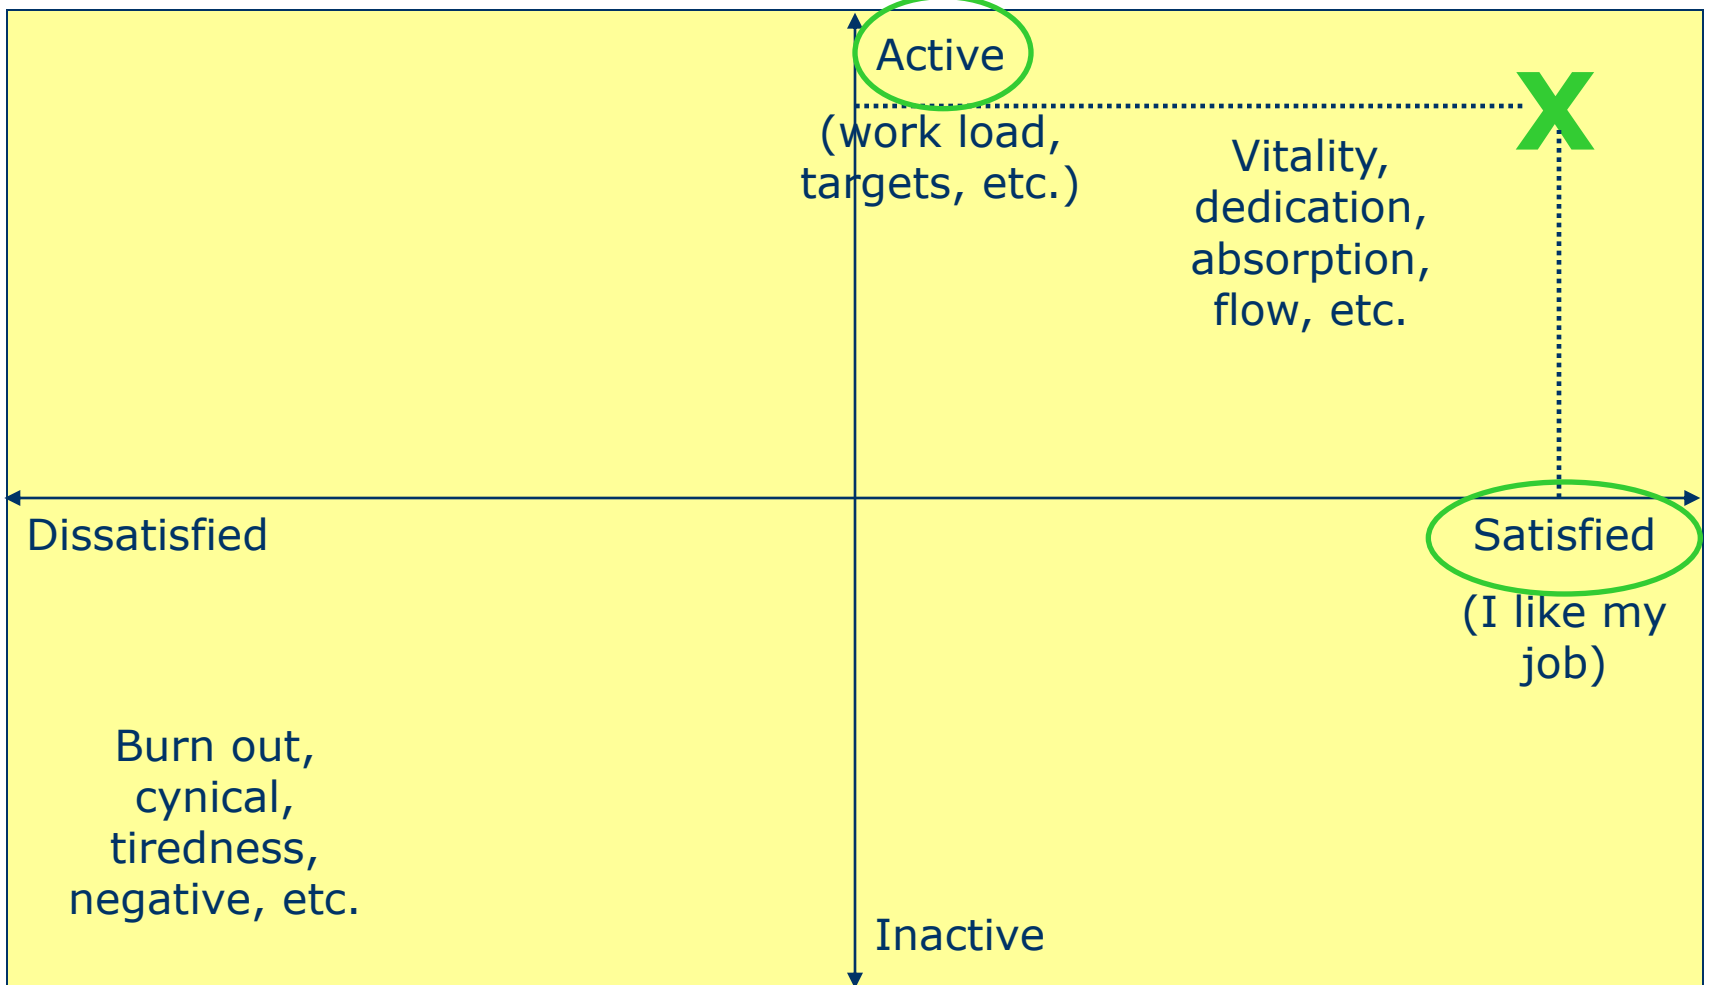 Active
(work load,
targets, etc.)
X
Vitality,
dedication,
absorption,
flow, etc.
Dissatisfied
Satisfied
(I like my
job)
Burn out,
cynical,
tiredness,
negative, etc.
Inactive